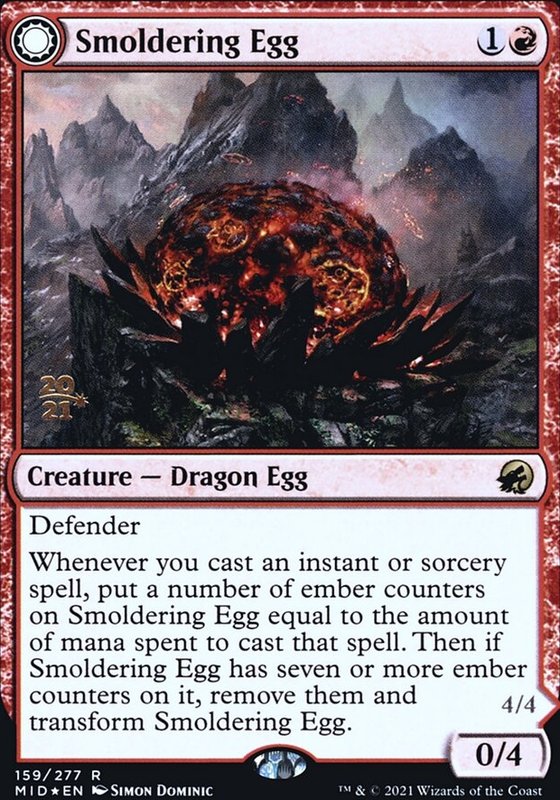 Smoldering Egg 1
20
21
Creature — Dragon Egg
Defender
Whenever you cast an instant or sorcery
spell, put a number of ember counters
on Smoldering Egg equal to the amount
of mana spent to cast that spell. Then if
Smoldering Egg has seven or more ember
counters on it, remove them and
transform Smoldering Egg.
4/4
0/4
159/277 R
MID★EN Simon Dominic
™ & © 2021 Wizards of the Coast